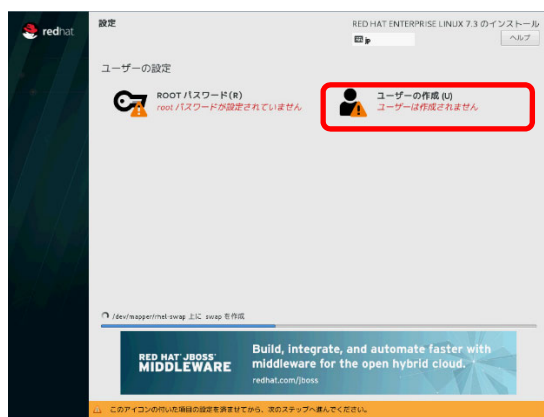 redhat
設定
RED HAT ENTERPRISE LINUX 7.3 のインストール
jp
ヘルプ
ユーザーの設定
ROOT パスワード(R)
root パスワードが設定されていません
ユーザーの作成 (U)
ユーザーは作成されません
/dev/mapper/rhel-swap 上に swap を作成
RED HAT JBOSS
MIDDLEWARE
Build, integrate, and automate faster with
middleware for the open hybrid cloud.
redhat.com/jboss
このアイコンの付いた項目の設定を済ませてから、次のステップへ進んでください。